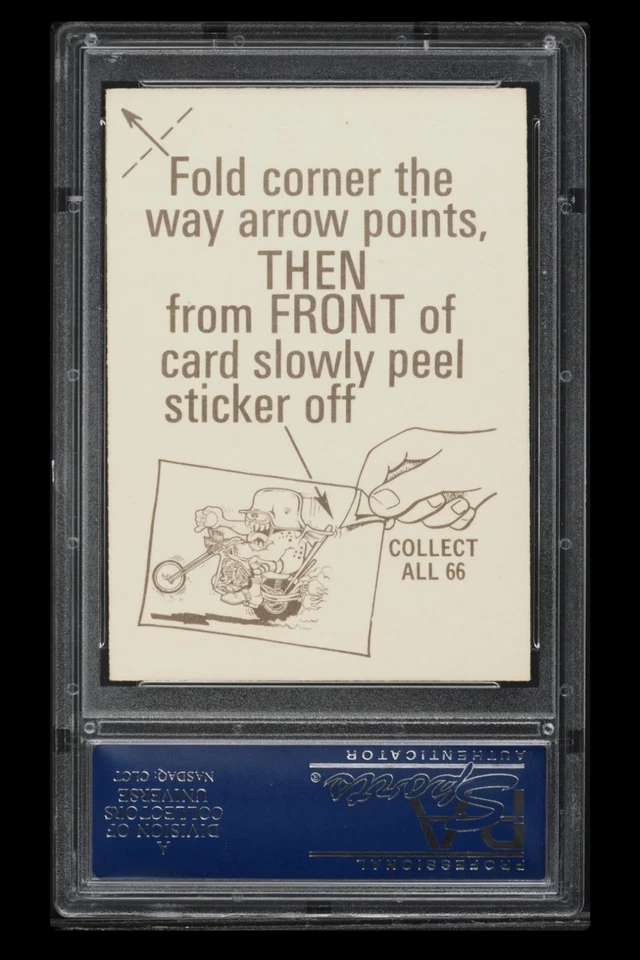 Fold corner the
way arrow points,
THEN
from FRONT of
card slowly peel
sticker off
COLLECT
ALL 66
PROFESSIONAL
PSA
Sports
®
AUTHENTICATOR
A
DIVISION OF
COLLECTORS
UNIVERSE
NASDAQ: CLCT